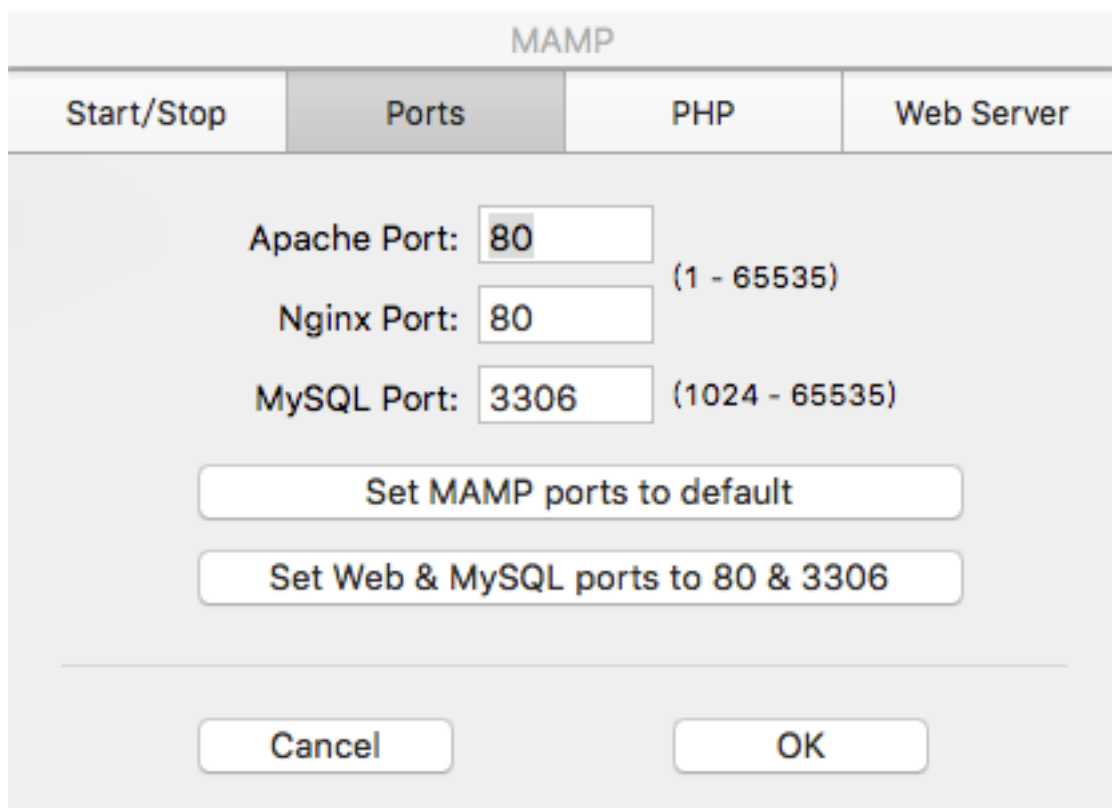 MAMP
Start/Stop Ports PHP Web Server
Apache Port: 80
(1 - 65535)
Nginx Port: 80
MySQL Port: 3306 (1024 - 65535)
Set MAMP ports to default
Set Web & MySQL ports to 80 & 3306
Cancel OK